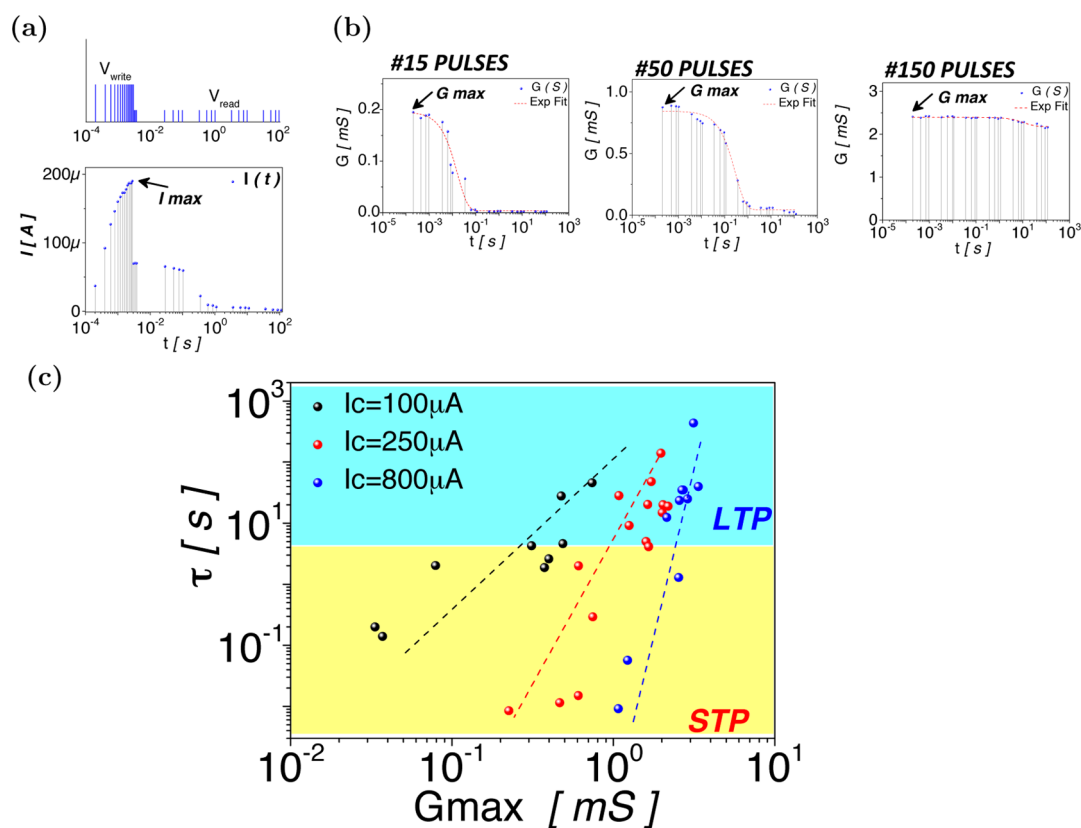 (a)
V_write
V_read
10^-4 10^-2 10^0 10^2
200μ
100μ
0
I [ A ]
I ( t )
I max
10^-4 10^-2 10^0 10^2
t [ s ]
(b)
#15 PULSES
G ( S )
Exp Fit
G max
0.2
0.1
0.0
G [ mS ]
10^-5 10^-3 10^-1 10^1 10^3
t [ s ]
#50 PULSES
G ( S )
Exp Fit
G max
1.0
0.5
0.0
G [ mS ]
10^-5 10^-3 10^-1 10^1 10^3
t [ s ]
#150 PULSES
G ( S )
Exp Fit
G max
3
2
1
0
G [ mS ]
10^-5 10^-3 10^-1 10^1 10^3
t [ s ]
(c)
Ic=100μA
Ic=250μA
Ic=800μA
LTP
STP
10^3
10^1
10^-1
τ [ s ]
10^-2 10^-1 10^0 10^1
Gmax [ mS ]